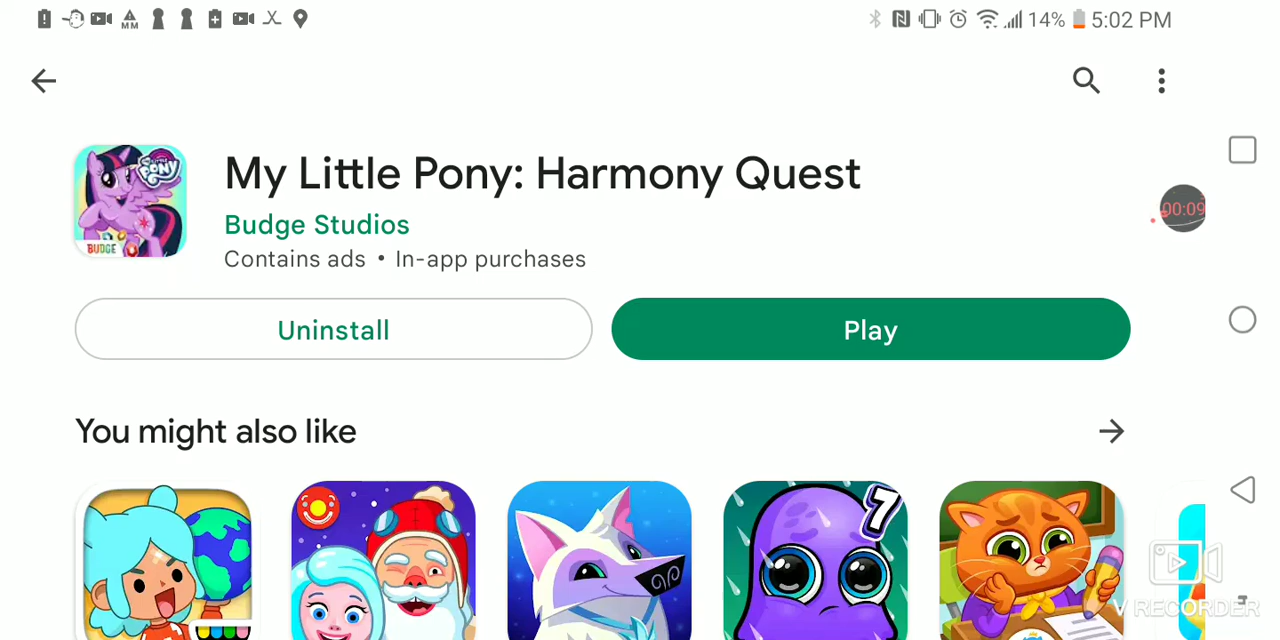 MM
14% 5:02 PM
My Little Pony: Harmony Quest
PONY
BUDGE
Budge Studios
Contains ads • In-app purchases
00:09
Uninstall
Play
You might also like
7
V RECORDER